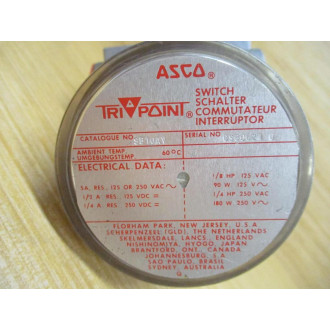 ASCO®
TRI POINT®
SWITCH
SCHALTER
COMMUTATEUR
INTERRUPTOR
CATALOGUE NO.
SERIAL NO.
AMBIENT TEMP.
UMGEBUNGSTEMP. 60°C
ELECTRICAL DATA:
5A. RES. 125 OR 250 VAC ~
1/2 A RES. 125 VDC =
1/4 A. RES. 250 VDC =
1/8 HP 125 VAC
90 W 125 V ~
1/4 HP 250 VAC
180 W 250 V ~
FLORHAM PARK, NEW JERSEY, U.S.A.
SCHERPENZEEL (GLD), THE NETHERLANDS
SKELMERSDALE, LANCS., ENGLAND
NISHINOMIYA, HYOGO, JAPAN
BRANTFORD, ONT., CANADA
JOHANNESBURG, S.A.
SAO PAULO, BRASIL
SYDNEY, AUSTRALIA